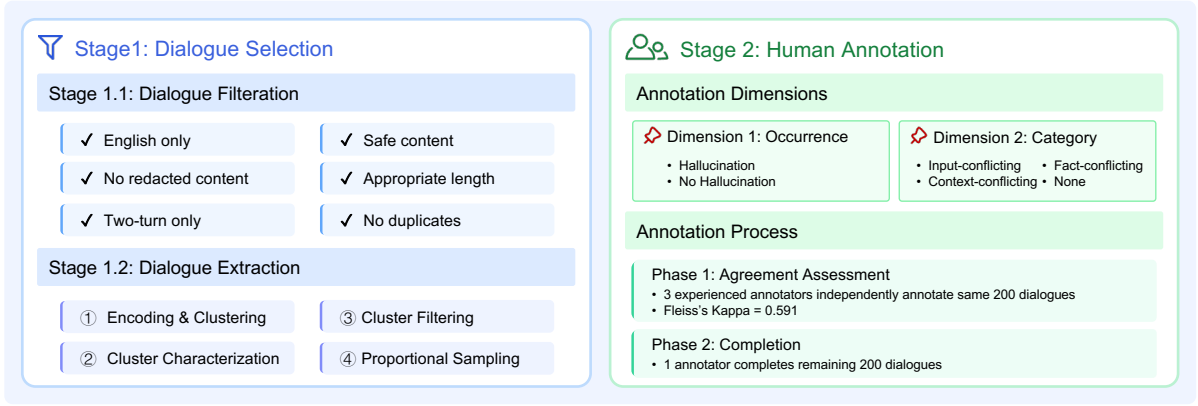 Stage1: Dialogue Selection
Stage 1.1: Dialogue Filteration
✓ English only
✓ Safe content
✓ No redacted content
✓ Appropriate length
✓ Two-turn only
✓ No duplicates
Stage 1.2: Dialogue Extraction
① Encoding & Clustering
③ Cluster Filtering
② Cluster Characterization
④ Proportional Sampling
Stage 2: Human Annotation
Annotation Dimensions
Dimension 1: Occurrence
• Hallucination
• No Hallucination
Dimension 2: Category
• Input-conflicting • Fact-conflicting
• Context-conflicting • None
Annotation Process
Phase 1: Agreement Assessment
• 3 experienced annotators independently annotate same 200 dialogues
• Fleiss's Kappa = 0.591
Phase 2: Completion
• 1 annotator completes remaining 200 dialogues